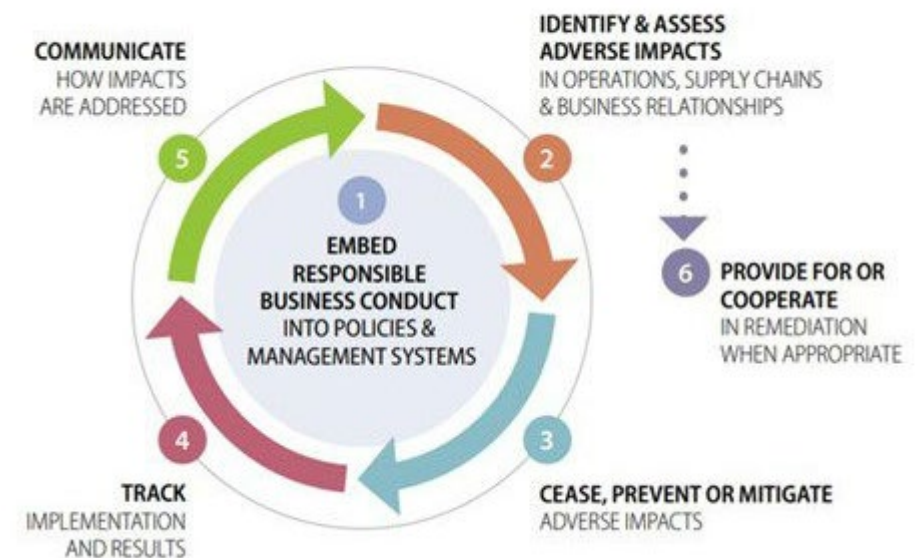 1
EMBED
RESPONSIBLE
BUSINESS CONDUCT
INTO POLICIES &
MANAGEMENT SYSTEMS
2
IDENTIFY & ASSESS
ADVERSE IMPACTS
IN OPERATIONS, SUPPLY CHAINS
& BUSINESS RELATIONSHIPS
3
CEASE, PREVENT OR MITIGATE
ADVERSE IMPACTS
4
TRACK
IMPLEMENTATION
AND RESULTS
5
COMMUNICATE
HOW IMPACTS
ARE ADDRESSED
6
PROVIDE FOR OR
COOPERATE
IN REMEDIATION
WHEN APPROPRIATE